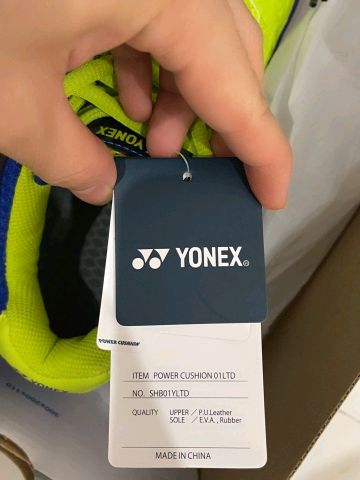 YONEX
YONEX®
POWER CUSHION
ITEM POWER CUSHION 01LTD
NO. SHB01YLTD
QUALITY UPPER / P.U.Leather
SOLE / E.V.A , Rubber
MADE IN CHINA